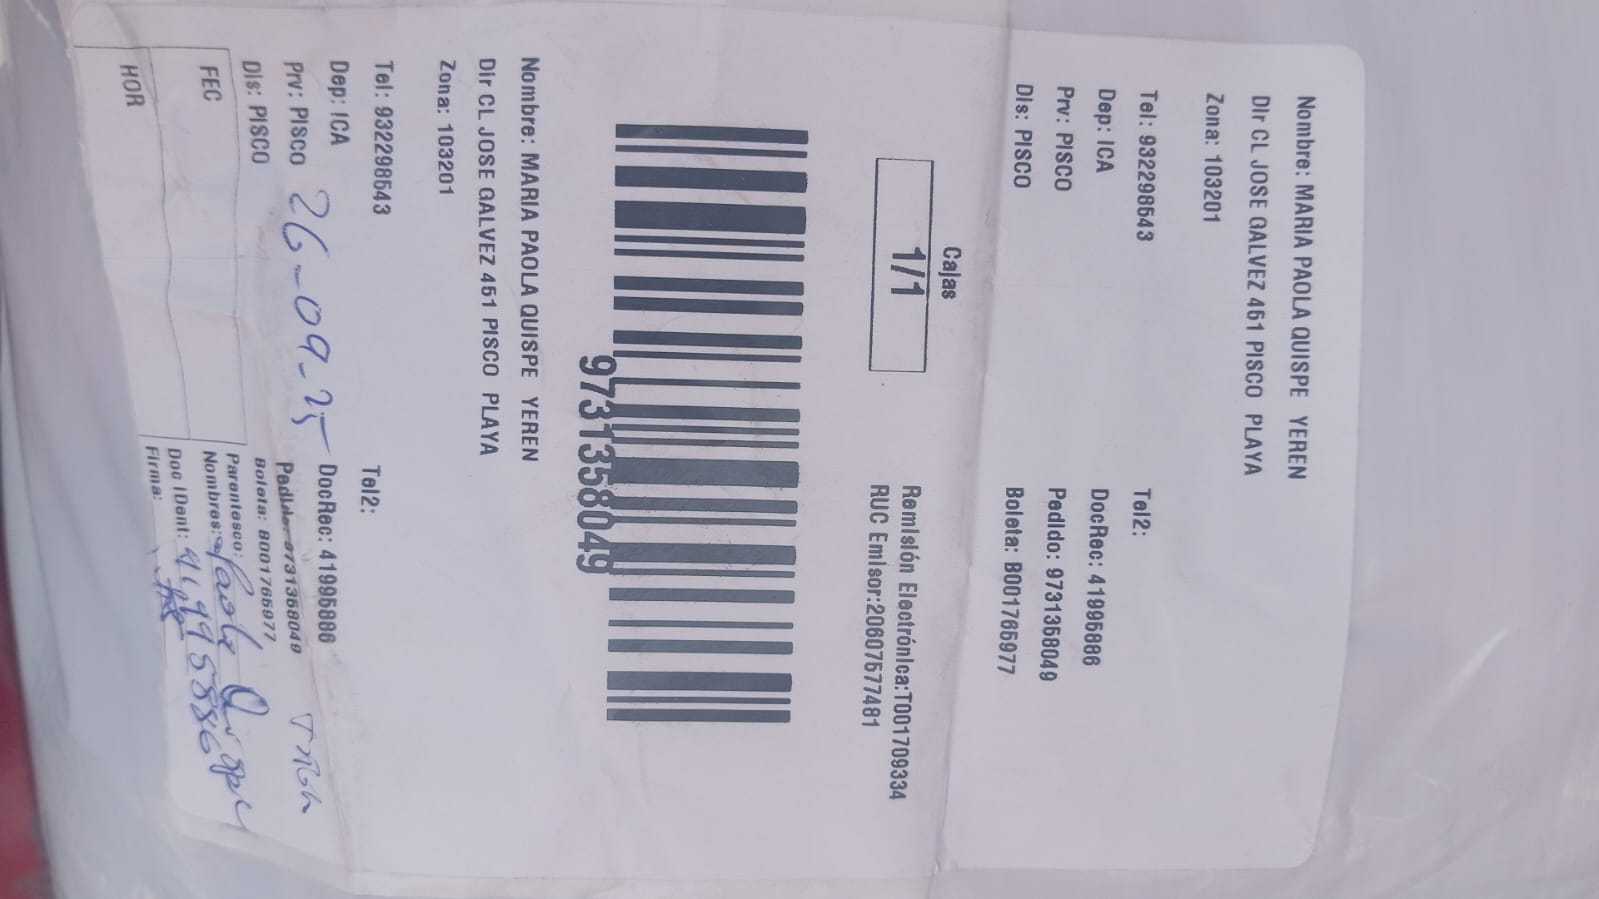 Nombre: MARIA PAOLA QUISPE YEREN
Dir CL JOSE GALVEZ 461 PISCO PLAYA
Zona: 103201
Tel: 932298543 Tel2:
Dep: ICA DocRec: 41995886
Prv: PISCO Pedido: 9731358049
Dis: PISCO Boleta: B001765977
Cajas
1/1
Remisión Electrónica:T001709334
RUC Emisor:20607577481
9731358049
Nombre: MARIA PAOLA QUISPE YEREN
Dir CL JOSE GALVEZ 461 PISCO PLAYA
Zona: 103201
Tel: 932298543 Tel2:
Dep: ICA DocRec: 41995886
Prv: PISCO 26-09-25 Pedido: 9731358049
Dis: PISCO Boleta: B001765977
FEC Parentesco:
Nombres: Paola Quispe
HOR Doc IDent: 41995886
Firma: